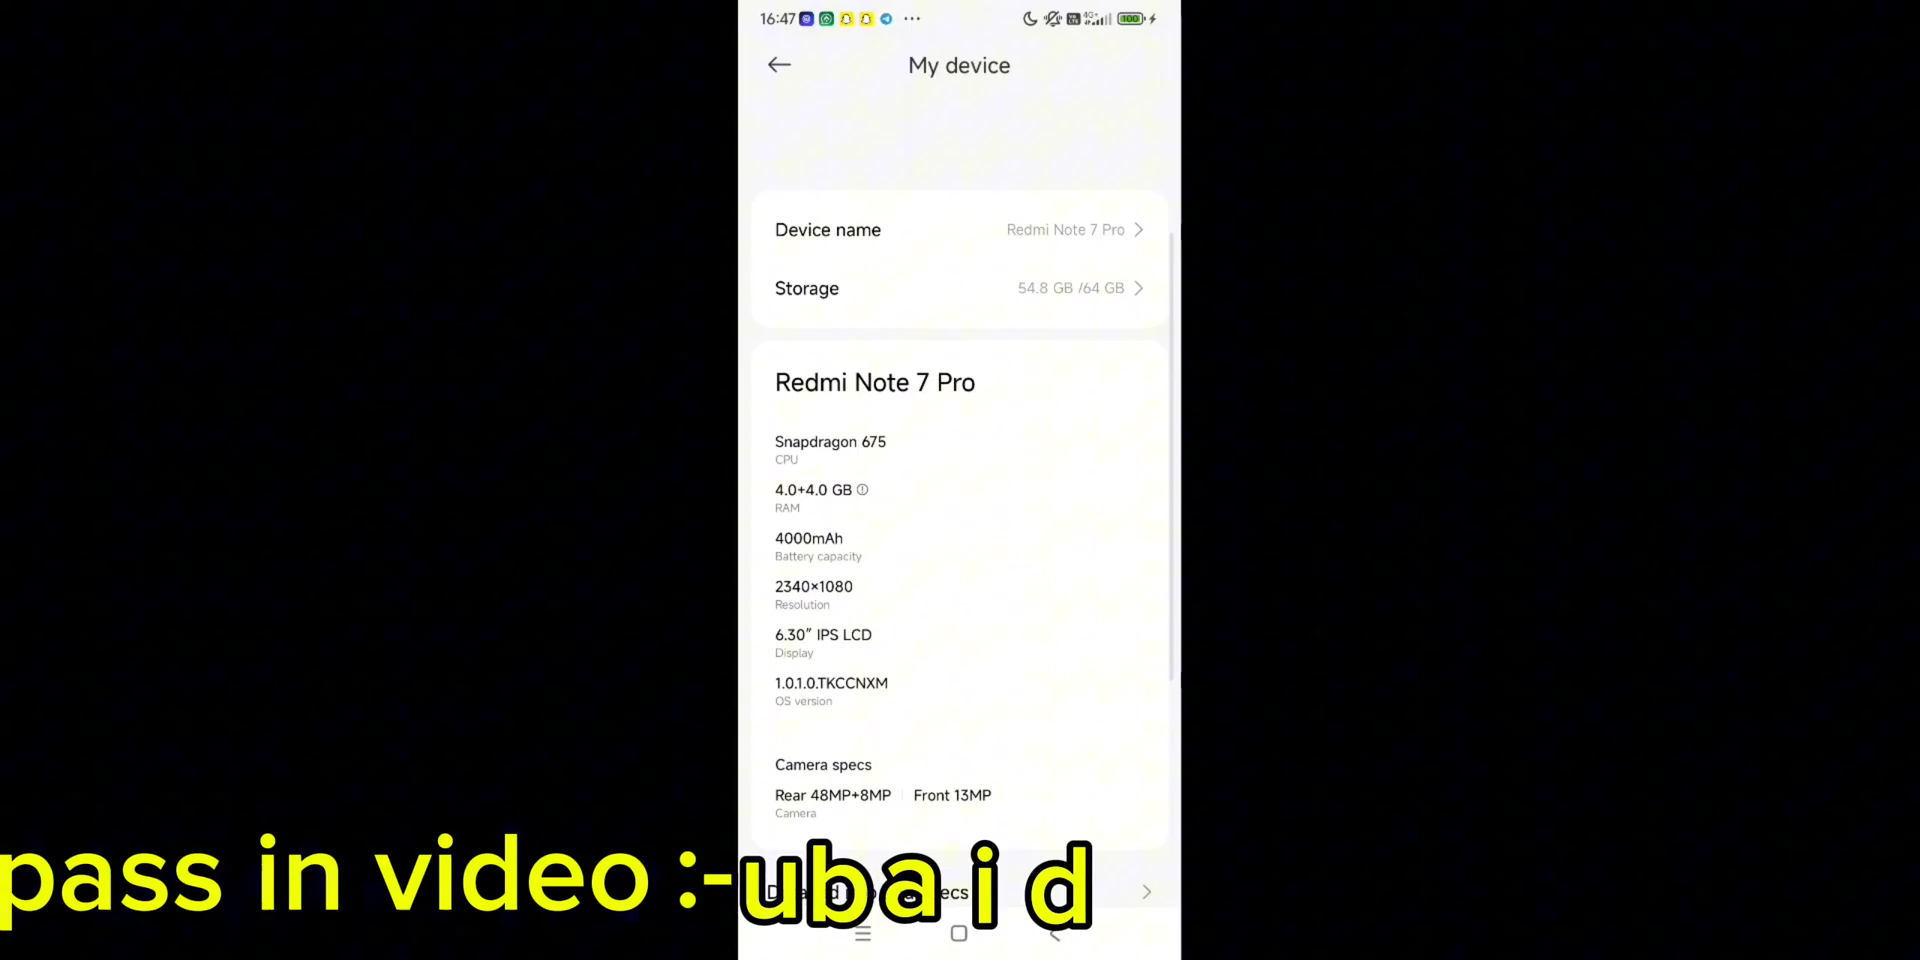 16:47 ... 4G+ 100
My device
Device name Redmi Note 7 Pro
Storage 54.8 GB /64 GB
Redmi Note 7 Pro
Snapdragon 675
CPU
4.0+4.0 GB
RAM
4000mAh
Battery capacity
2340×1080
Resolution
6.30″ IPS LCD
Display
1.0.1.0.TKCCNXM
OS version
Camera specs
Rear 48MP+8MP Front 13MP
Camera
pass in video :-uba i d